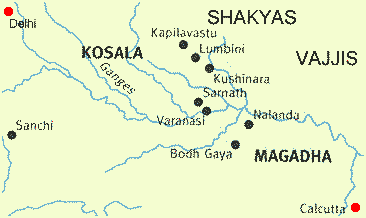 SHAKYAS
Delhi
Kapilavastu
KOSALA
Lumbini
VAJJIS
Kushinara
Ganges
Sarnath
Sanchi
Varanasi
Nalanda
Bodh Gaya
MAGADHA
Calcutta